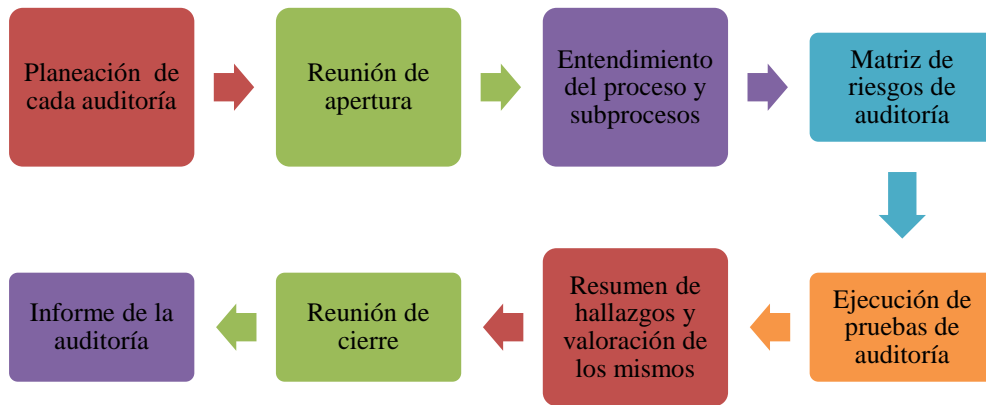 Planeación de
cada auditoría
Reunión de
apertura
Entendimiento
del proceso y
subprocesos
Matriz de
riesgos de
auditoría
Ejecución de
pruebas de
auditoría
Resumen de
hallazgos y
valoración de
los mismos
Reunión de
cierre
Informe de la
auditoría